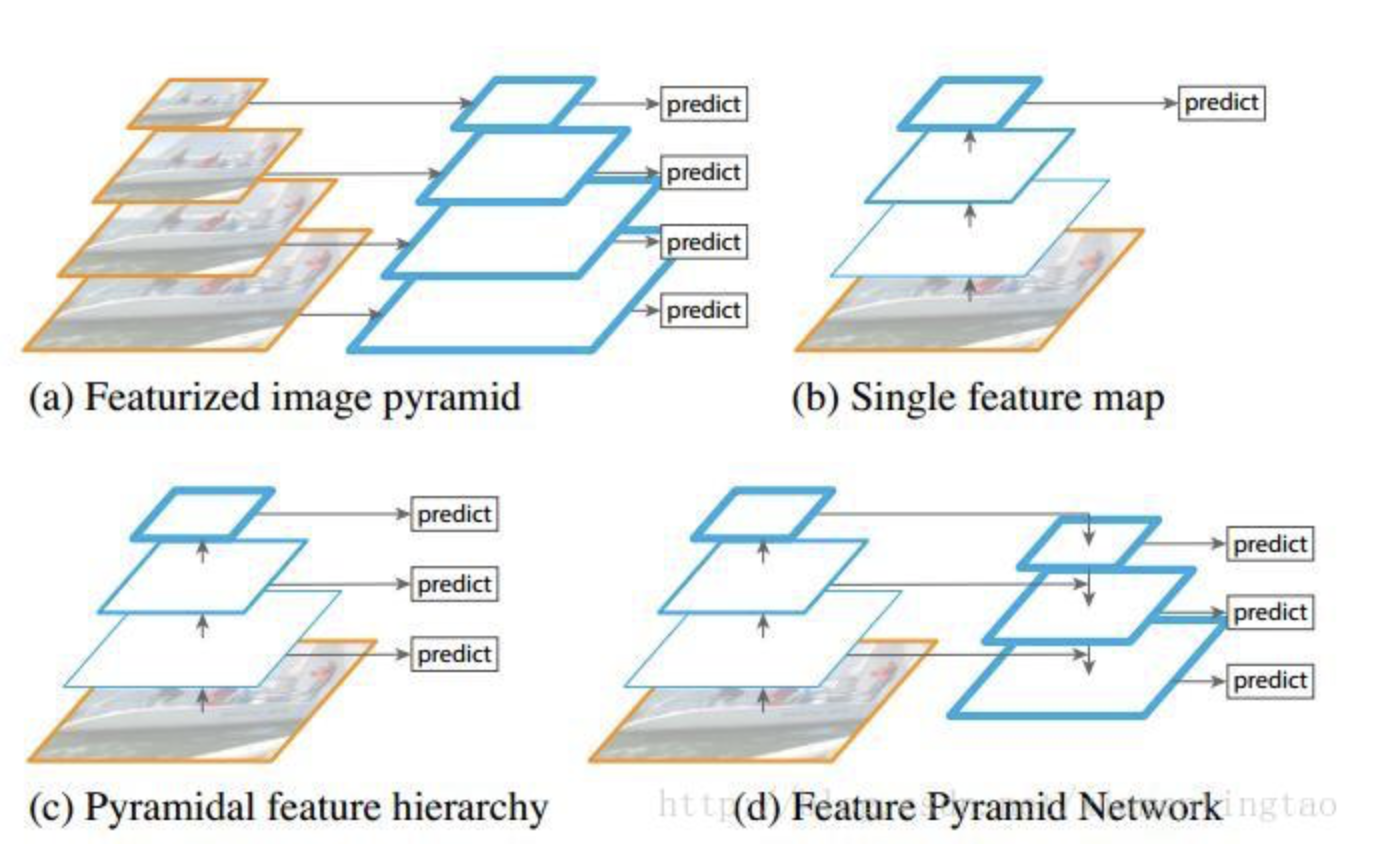 predict
predict
predict
predict
predict
(a) Featurized image pyramid
(b) Single feature map
predict
predict
predict
predict
predict
predict
(c) Pyramidal feature hierarchy
(d) Feature Pyramid Network